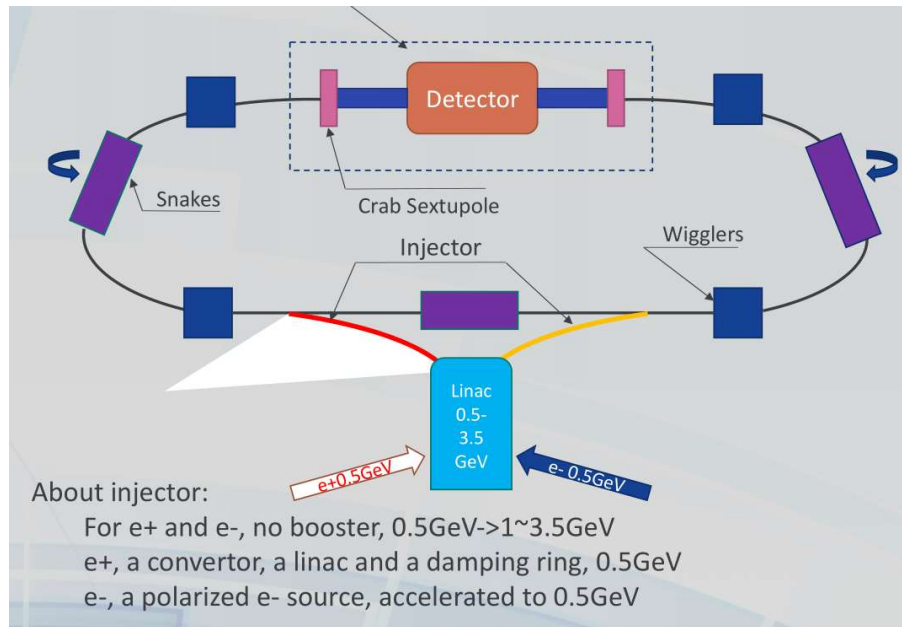 Detector
Snakes
Crab Sextupole
Wigglers
Injector
Linac
0.5-
3.5
GeV
e+0.5GeV
e- 0.5GeV
About injector:
For e+ and e-, no booster, 0.5GeV->1~3.5GeV
e+, a convertor, a linac and a damping ring, 0.5GeV
e-, a polarized e- source, accelerated to 0.5GeV